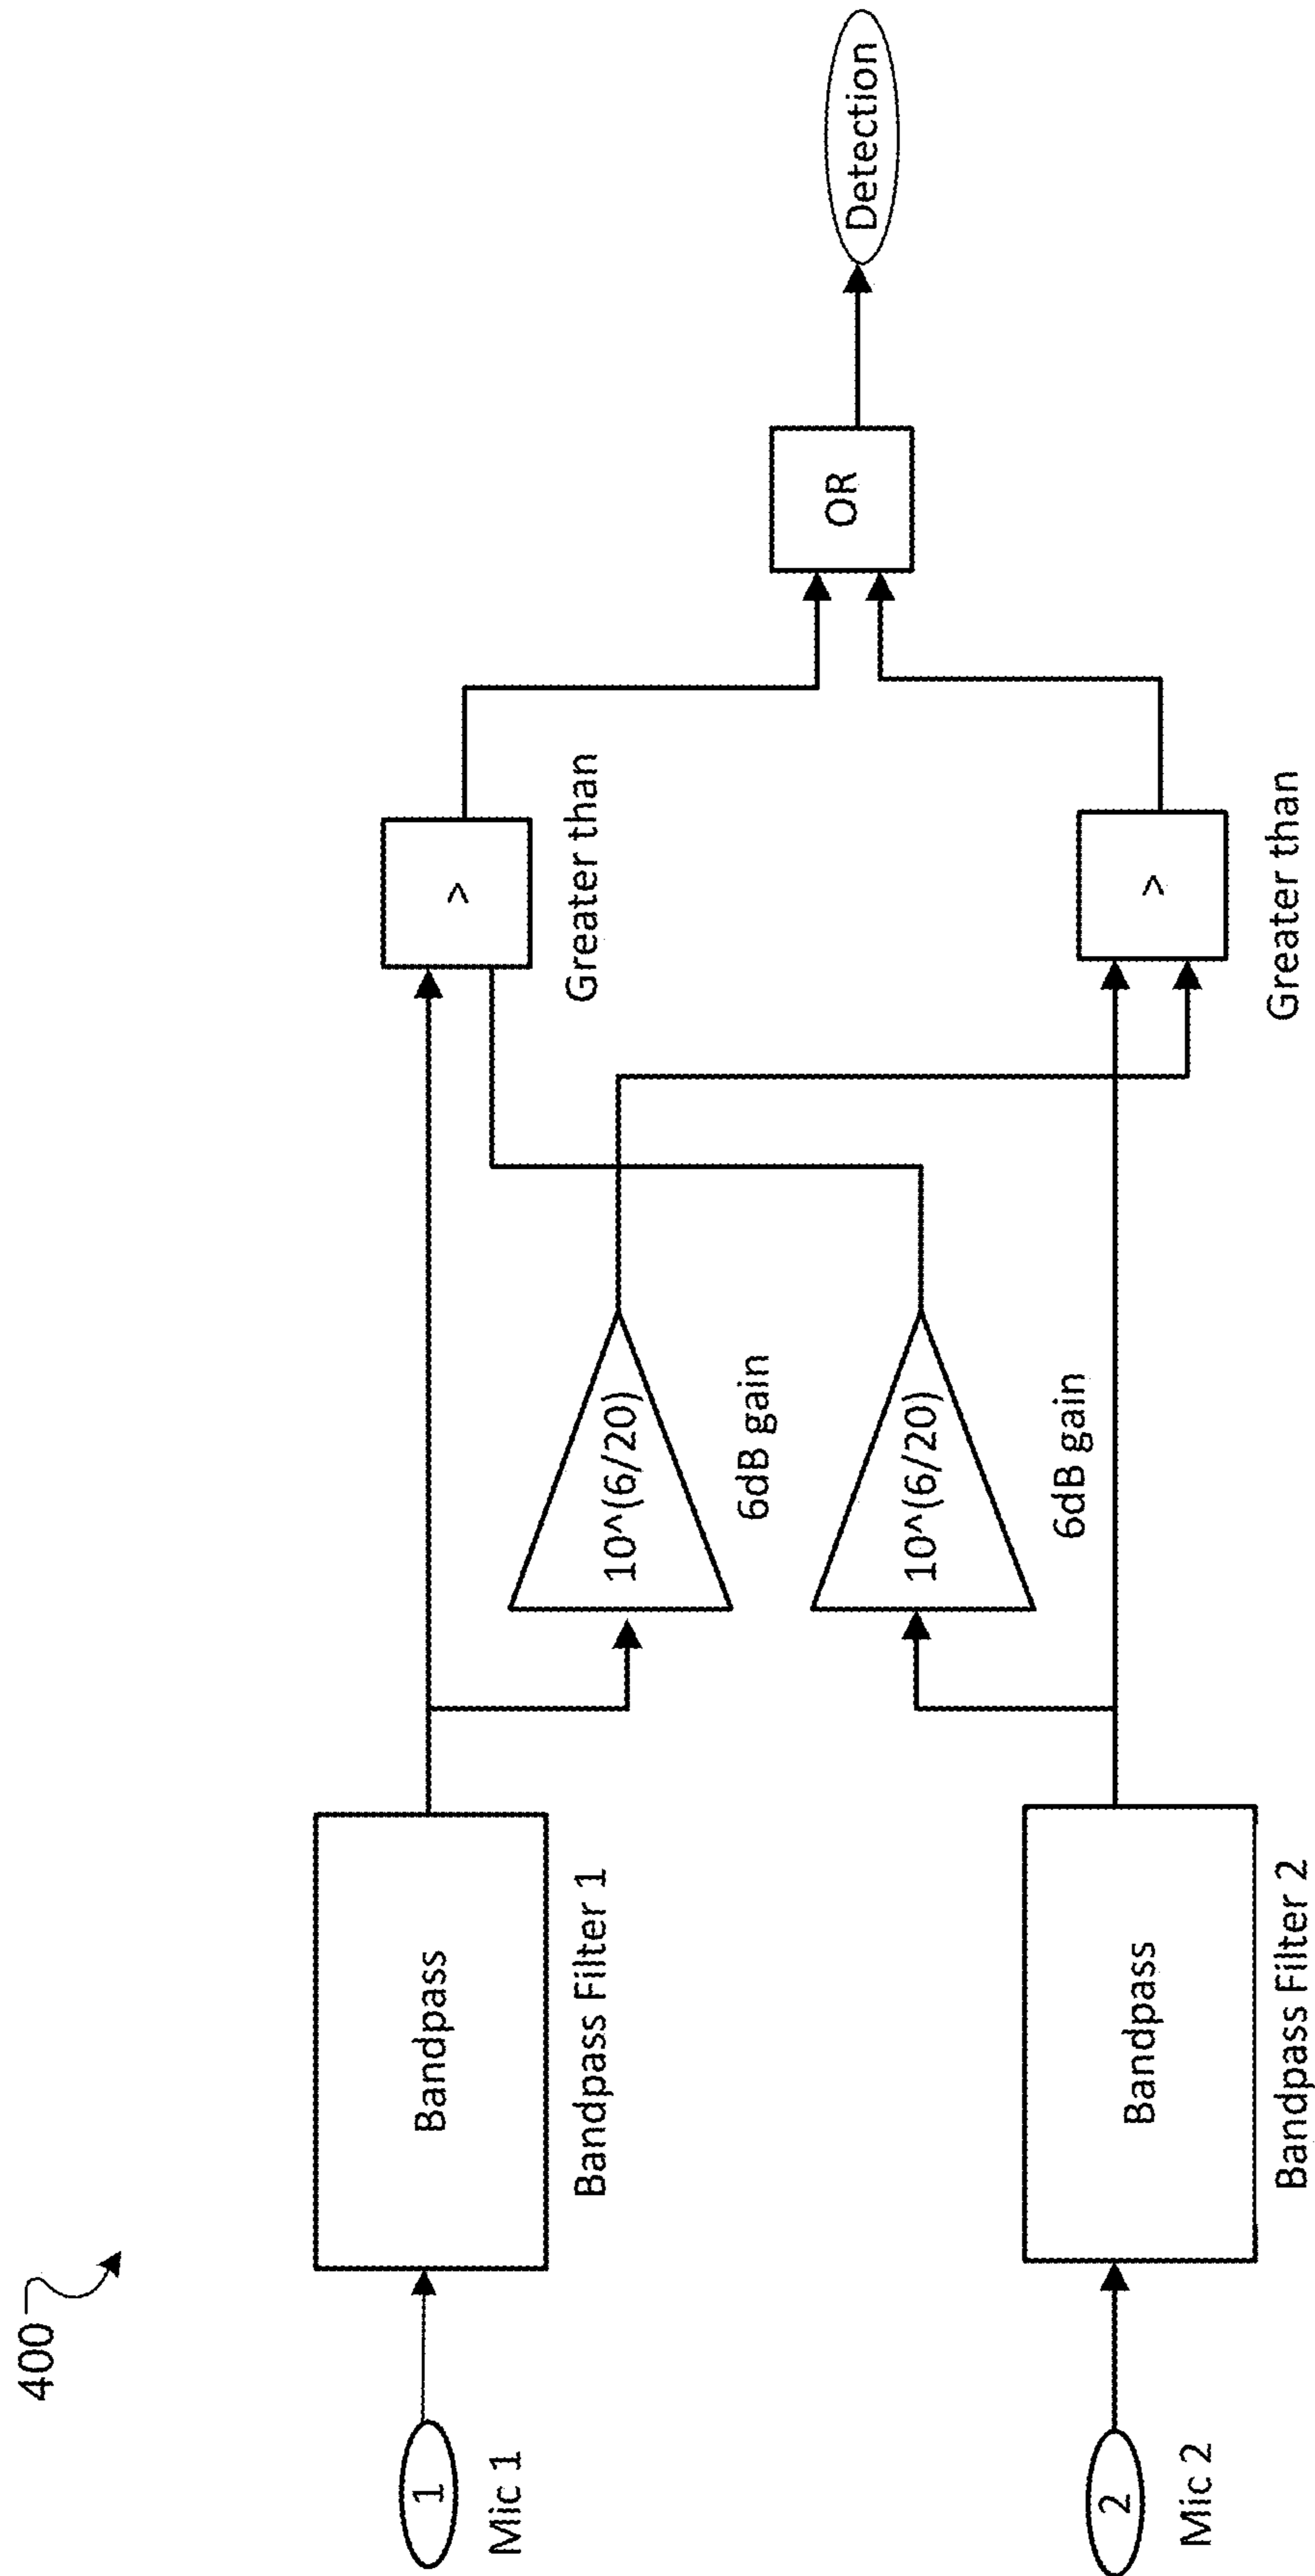 400
1
Mic 1
Bandpass
Bandpass Filter 1
10^(6/20)
6dB gain
>
Greater than
2
Mic 2
Bandpass
Bandpass Filter 2
10^(6/20)
6dB gain
>
Greater than
OR
Detection